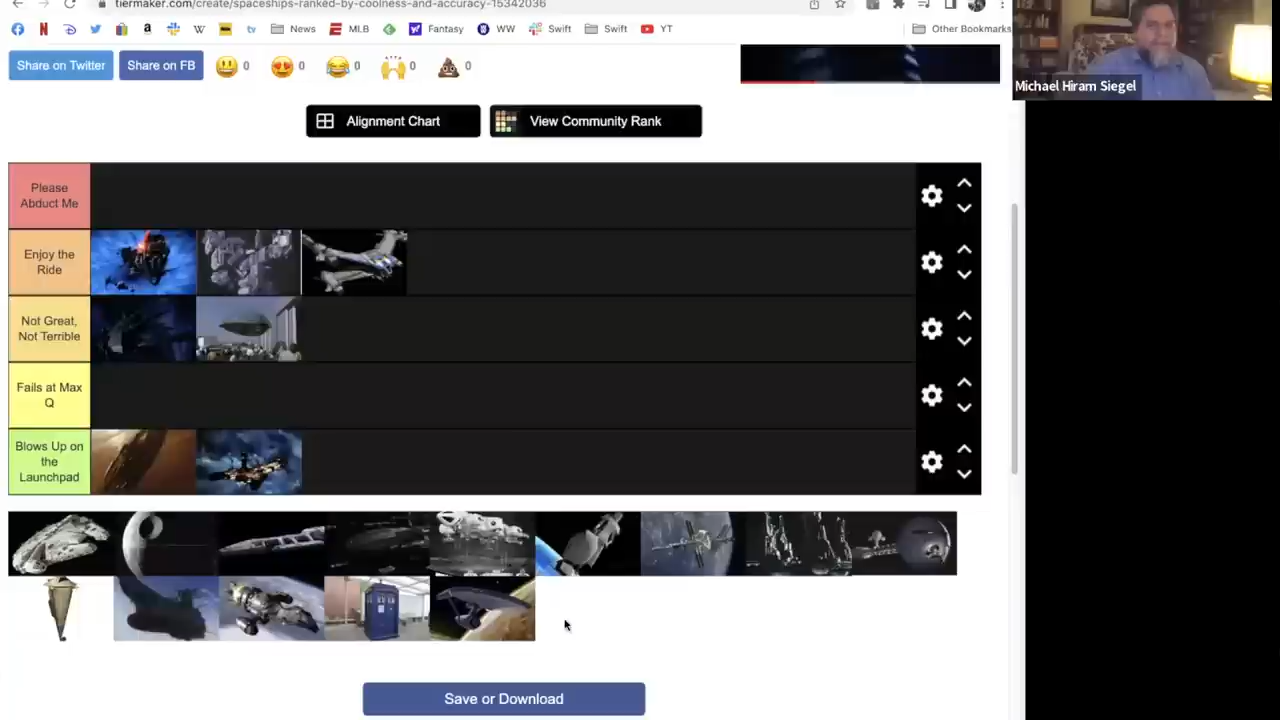 tiermaker.com/create/spaceships-ranked-by-coolness-and-accuracy-15342036
News
MLB
Fantasy
WW
Swift
Swift
YT
Other Bookmarks
Share on Twitter
Share on FB
0
0
0
0
0
Michael Hiram Siegel
Alignment Chart
View Community Rank
Please
Abduct Me
Enjoy the
Ride
Not Great,
Not Terrible
Fails at Max
Q
Blows Up on
the
Launchpad
Save or Download